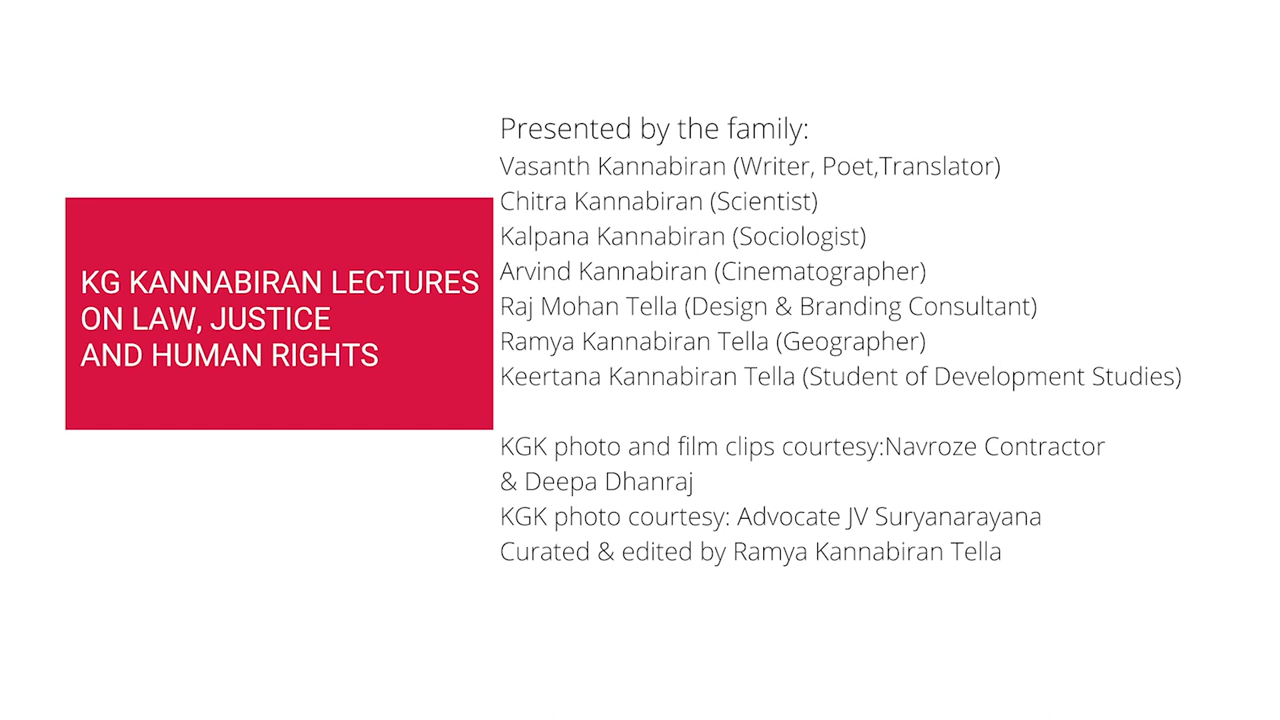 KG KANNABIRAN LECTURES
ON LAW, JUSTICE
AND HUMAN RIGHTS
Presented by the family:
Vasanth Kannabiran (Writer, Poet,Translator)
Chitra Kannabiran (Scientist)
Kalpana Kannabiran (Sociologist)
Arvind Kannabiran (Cinematographer)
Raj Mohan Tella (Design & Branding Consultant)
Ramya Kannabiran Tella (Geographer)
Keertana Kannabiran Tella (Student of Development Studies)
KGK photo and film clips courtesy:Navroze Contractor
& Deepa Dhanraj
KGK photo courtesy: Advocate JV Suryanarayana
Curated & edited by Ramya Kannabiran Tella